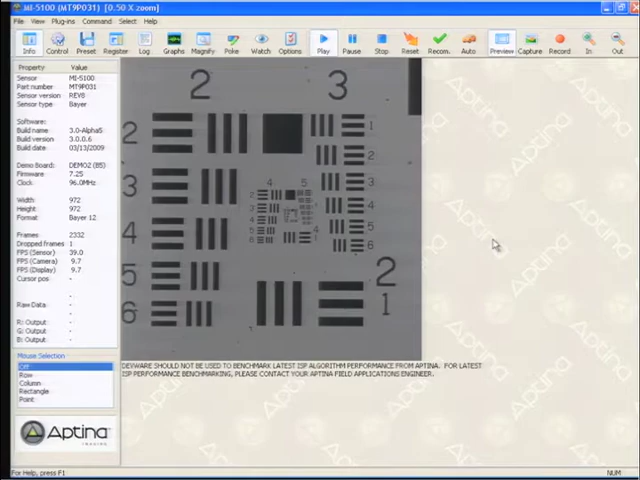 MI-5100 (MT9P031) [0.50 X zoom]
File View Plug-ins Command Select Help
Info Control Preset Register Log Graphs Magnify Poke Watch Options Play Pause Stop Reset Recom. Auto Preview Capture Record In Out
Property Value
Sensor MI-5100
Part number MT9P031
Sensor version REV8
Sensor type Bayer
Software:
Build name 3.0-Alpha5
Build version 3.0.0.6
Build date 03/13/2009
Demo Board: DEMO2 (B5)
Firmware 7.25
Clock: 96.0MHz
Width: 972
Height: 972
Format: Bayer 12
Frames 2332
Dropped frames 1
FPS (Sensor) 39.0
FPS (Camera) 9.7
FPS (Display) 9.7
Cursor pos -
-
Raw Data: -
-
R: Output -
G: Output -
B: Output -
Mouse Selection
Off
Row
Column
Rectangle
Point
Aptina
IMAGING
2 3
2 1
2
3 3
4 5
4
5
6
5 6
2
6 1
DEVWARE SHOULD NOT BE USED TO BENCHMARK LATEST ISP ALGORITHM PERFORMANCE FROM APTINA. FOR LATEST
ISP PERFORMANCE BENCHMARKING, PLEASE CONTACT YOUR APTINA FIELD APPLICATIONS ENGINEER.
For Help, press F1 NUM